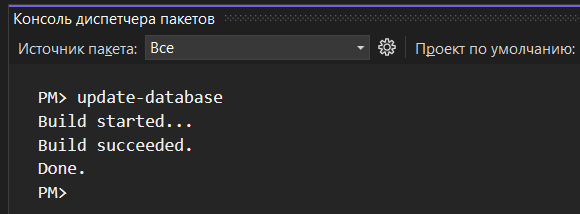 Консоль диспетчера пакетов
Источник пакета: Все Проект по умолчанию:
PM> update-database
Build started...
Build succeeded.
Done.
PM>